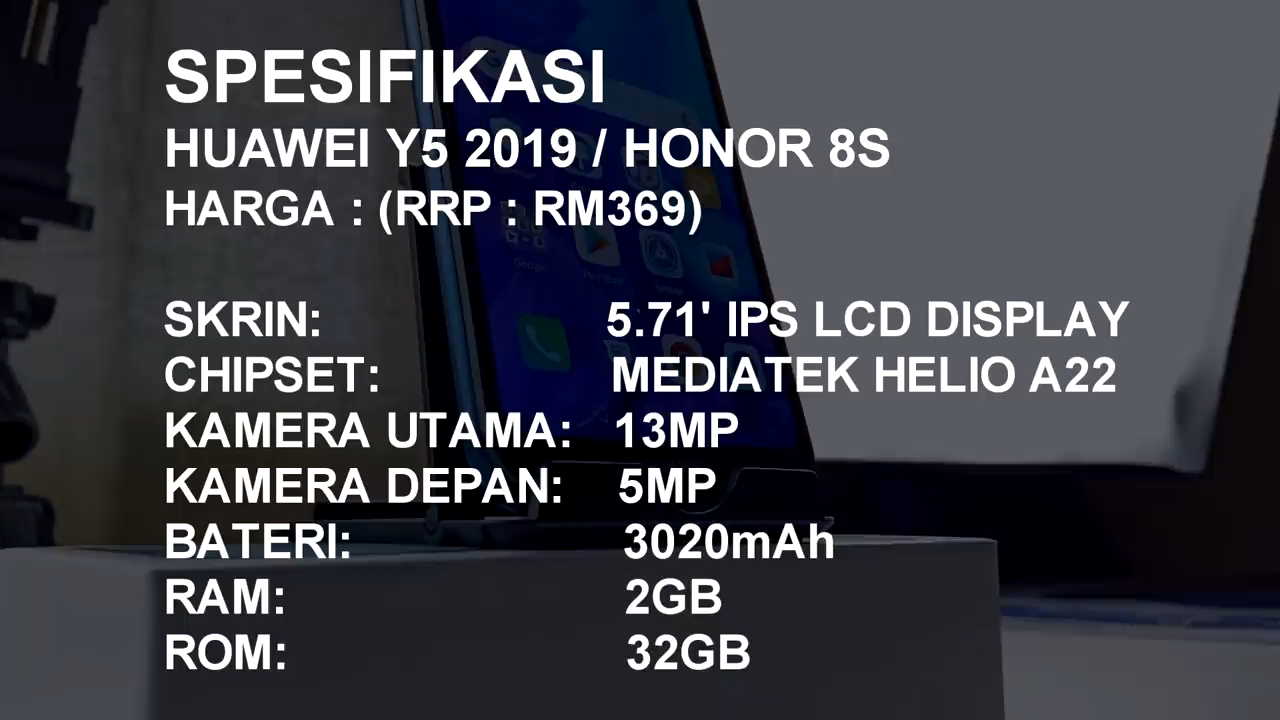 SPESIFIKASI
HUAWEI Y5 2019 / HONOR 8S
HARGA : (RRP : RM369)
SKRIN: 5.71' IPS LCD DISPLAY
CHIPSET: MEDIATEK HELIO A22
KAMERA UTAMA: 13MP
KAMERA DEPAN: 5MP
BATERI: 3020mAh
RAM: 2GB
ROM: 32GB